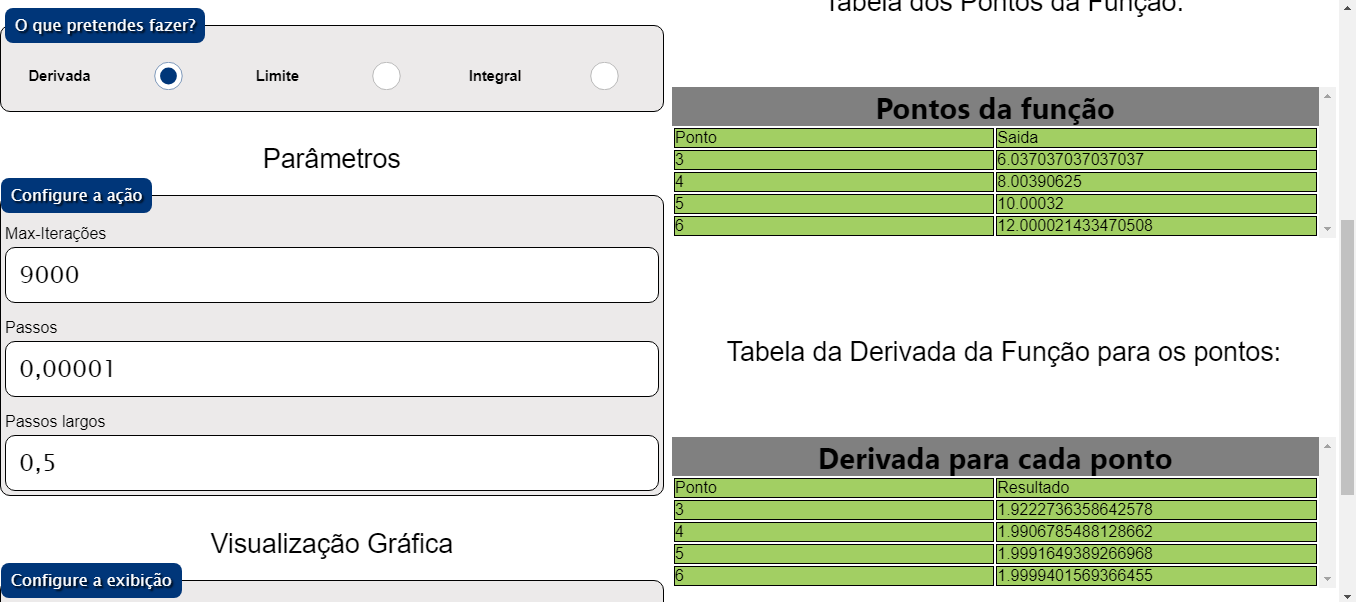 O que pretendes fazer?
Derivada Limite Integral
Parâmetros
Configure a ação
Max-Iterações
9000
Passos
0,00001
Passos largos
0,5
Visualização Gráfica
Configure a exibição
Tabela dos Pontos da Função:
Pontos da função
Ponto Saida
3 6.037037037037037
4 8.00390625
5 10.00032
6 12.000021433470508
Tabela da Derivada da Função para os pontos:
Derivada para cada ponto
Ponto Resultado
3 1.9222736358642578
4 1.9906785488128662
5 1.9991649389266968
6 1.9999401569366455